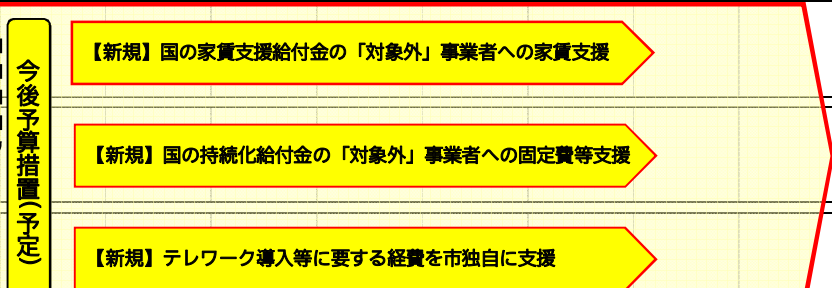 今後予算措置(予定)
【新規】国の家賃支援給付金の「対象外」事業者への家賃支援
【新規】国の持続化給付金の「対象外」事業者への固定費等支援
【新規】テレワーク導入等に要する経費を市独自に支援